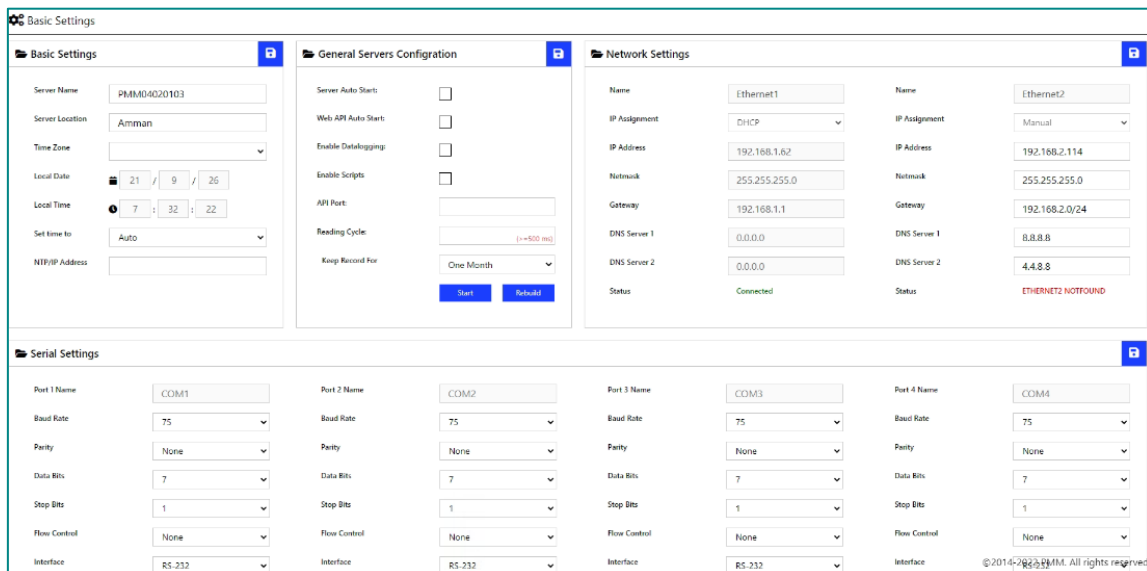 Basic Settings
Basic Settings
Server Name PMM04020103
Server Location Amman
Time Zone
Local Date 21 / 9 / 26
Local Time 7 : 32 : 22
Set time to Auto
NTP/IP Address
General Servers Configration
Server Auto Start:
Web API Auto Start:
Enable Datalogging:
Enable Scripts
API Port:
Reading Cycle: (>=500 ms)
Keep Record For One Month
Start Rebuild
Network Settings
Name Ethernet1 Name Ethernet2
IP Assignment DHCP IP Assignment Manual
IP Address 192.168.1.62 IP Address 192.168.2.114
Netmask 255.255.255.0 Netmask 255.255.255.0
Gateway 192.168.1.1 Gateway 192.168.2.0/24
DNS Server 1 0.0.0.0 DNS Server 1 8.8.8.8
DNS Server 2 0.0.0.0 DNS Server 2 4.4.8.8
Status Connected Status ETHERNET2 NOTFOUND
Serial Settings
Port 1 Name COM1 Port 2 Name COM2 Port 3 Name COM3 Port 4 Name COM4
Baud Rate 75 Baud Rate 75 Baud Rate 75 Baud Rate 75
Parity None Parity None Parity None Parity None
Data Bits 7 Data Bits 7 Data Bits 7 Data Bits 7
Stop Bits 1 Stop Bits 1 Stop Bits 1 Stop Bits 1
Flow Control None Flow Control None Flow Control None Flow Control None
Interface RS-232 Interface RS-232 Interface RS-232 Interface RS-232
©2014-2022 PMM. All rights reserved